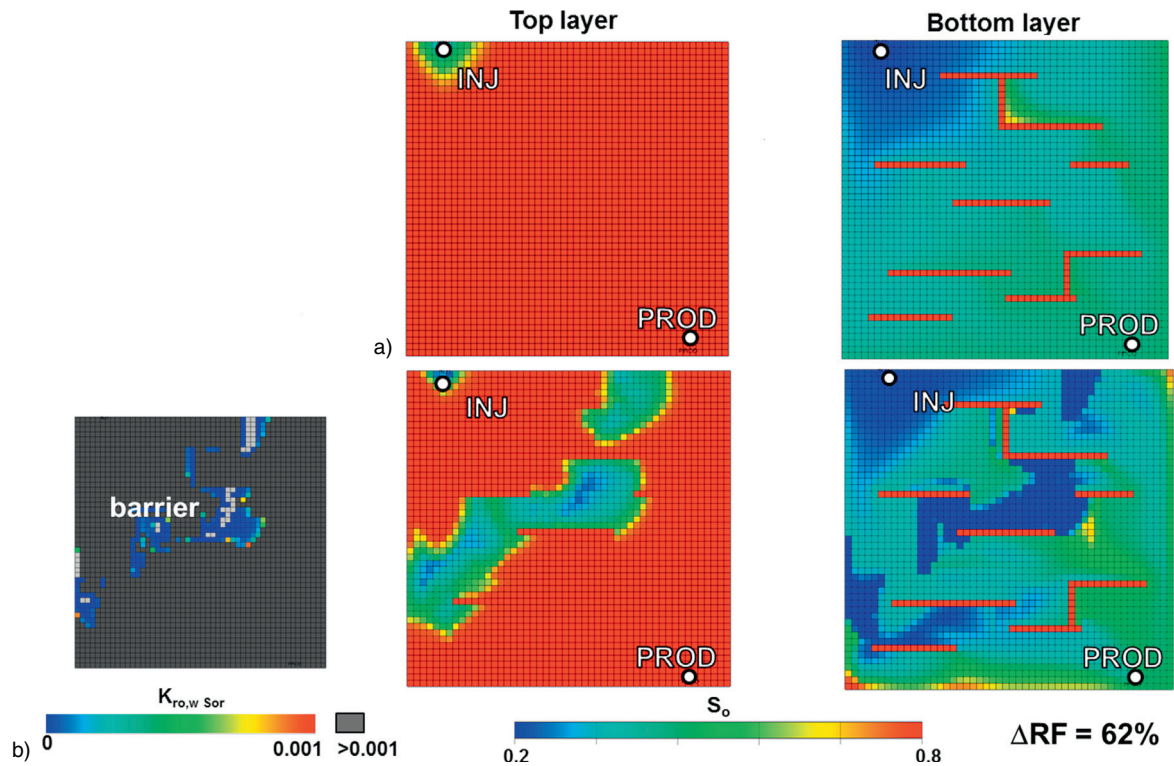 Top layer
Bottom layer
INJ
INJ
PROD
PROD
a)
INJ
INJ
barrier
PROD
PROD
Kro,w Sor
So
0
0.001
>0.001
0.2
0.8
ΔRF = 62%
b)